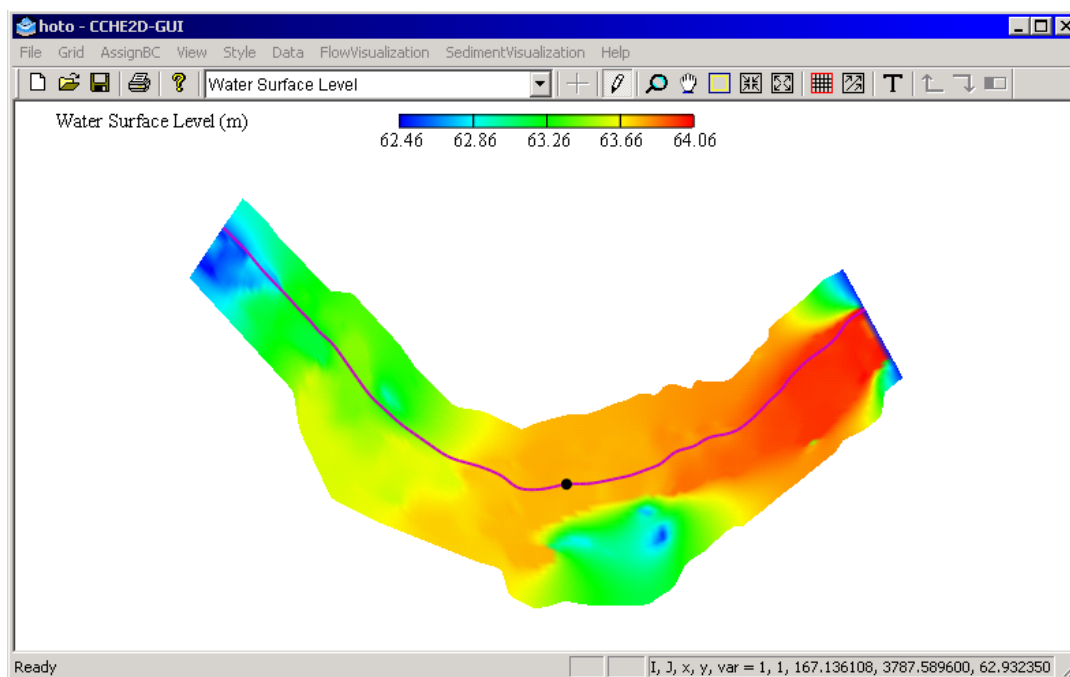 hoto - CCHE2D-GUI
File Grid AssignBC View Style Data FlowVisualization SedimentVisualization Help
Water Surface Level
T
Water Surface Level (m)
62.46 62.86 63.26 63.66 64.06
Ready
I, J, x, y, var = 1, 1, 167.136108, 3787.589600, 62.932350